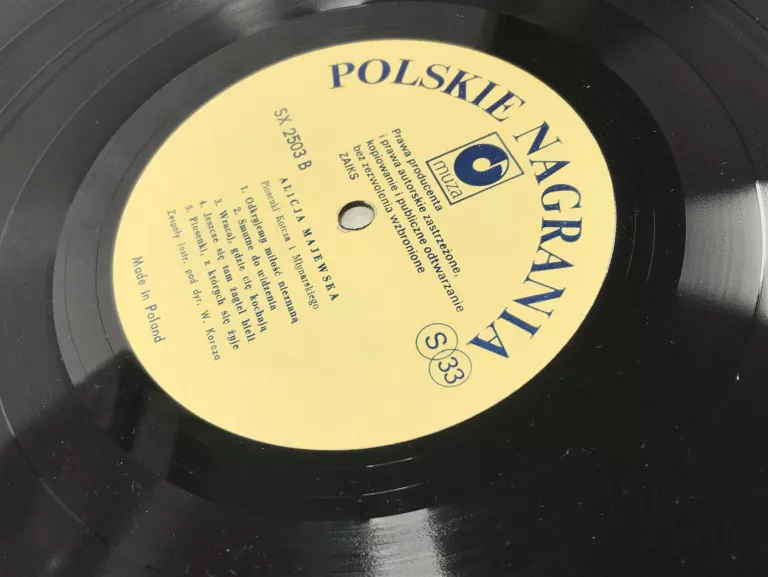 POLSKIE NAGRANIA
muza
Prawa producenta
i prawa autorskie zastrzeżone,
kopiowanie i publiczne odtwarzanie
bez zezwolenia wzbronione
ZAIKS
S 33
SX 2503 B
ALICJA MAJEWSKA
Piosenki Korcza i Młynarskiego
1. Odkryjemy miłość nieznaną
2. Smutne do widzenia
3. Wracaj, gdzie cię kochają
4. Jeszcze się tam żagiel bieli
5. Piosenki, z których się żyje
Zespoły instr. pod dyr. W. Korcza
Made in Poland